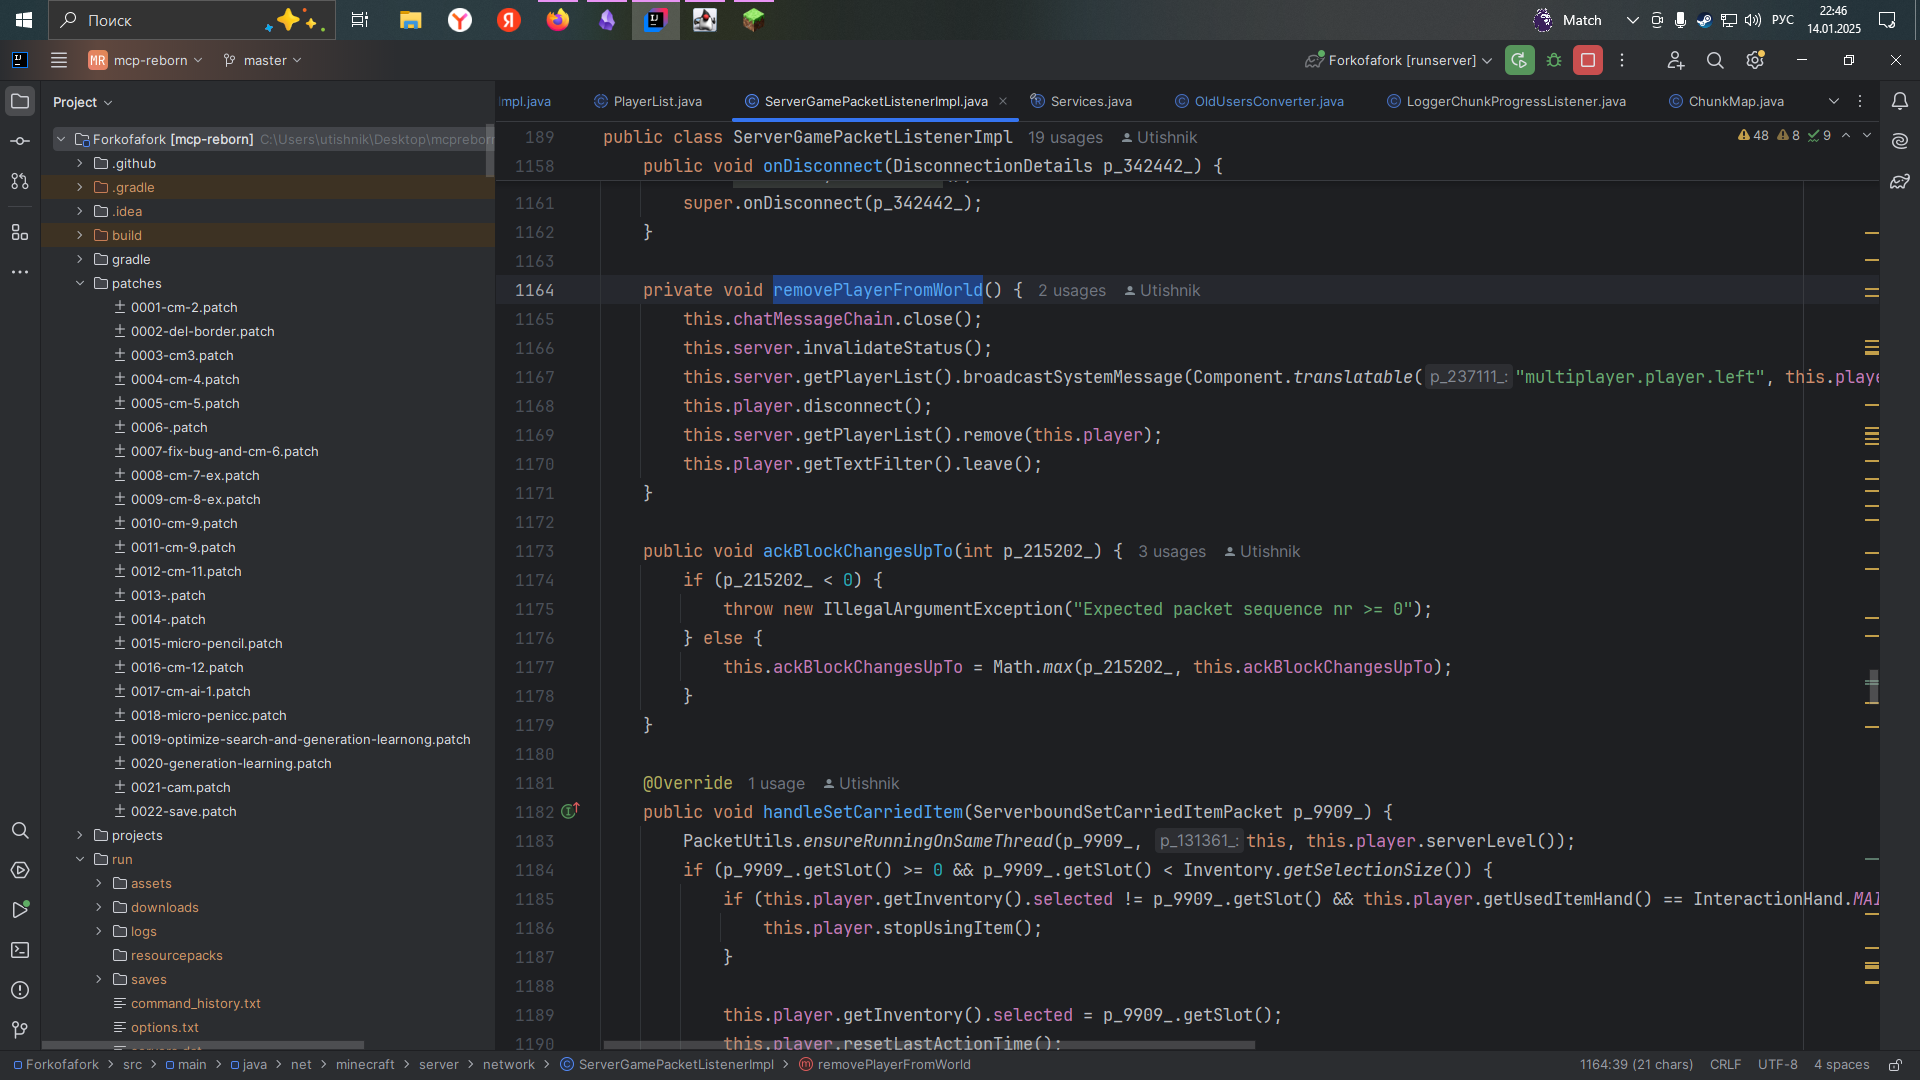 Поиск
Match
РУС
22:46
14.01.2025
MR mcp-reborn
master
Forkofafork [runserver]
Project
Impl.java
PlayerList.java
ServerGamePacketListenerImpl.java
Services.java
OldUsersConverter.java
LoggerChunkProgressListener.java
ChunkMap.java
Forkofafork [mcp-reborn] C:\Users\utishnik\Desktop\mcpreborn
.github
.gradle
.idea
build
gradle
patches
0001-cm-2.patch
0002-del-border.patch
0003-cm3.patch
0004-cm-4.patch
0005-cm-5.patch
0006-.patch
0007-fix-bug-and-cm-6.patch
0008-cm-7-ex.patch
0009-cm-8-ex.patch
0010-cm-9.patch
0011-cm-9.patch
0012-cm-11.patch
0013-.patch
0014-.patch
0015-micro-pencil.patch
0016-cm-12.patch
0017-cm-ai-1.patch
0018-micro-penicc.patch
0019-optimize-search-and-generation-learnong.patch
0020-generation-learning.patch
0021-cam.patch
0022-save.patch
projects
run
assets
downloads
logs
resourcepacks
saves
command_history.txt
options.txt
48 8 9
189 public class ServerGamePacketListenerImpl 19 usages Utishnik
1158 public void onDisconnect(DisconnectionDetails p_342442_) {
1161 super.onDisconnect(p_342442_);
1162 }
1163
1164 private void removePlayerFromWorld() { 2 usages Utishnik
1165 this.chatMessageChain.close();
1166 this.server.invalidateStatus();
1167 this.server.getPlayerList().broadcastSystemMessage(Component.translatable( p_237111_: "multiplayer.player.left", this.playe
1168 this.player.disconnect();
1169 this.server.getPlayerList().remove(this.player);
1170 this.player.getTextFilter().leave();
1171 }
1172
1173 public void ackBlockChangesUpTo(int p_215202_) { 3 usages Utishnik
1174 if (p_215202_ < 0) {
1175 throw new IllegalArgumentException("Expected packet sequence nr >= 0");
1176 } else {
1177 this.ackBlockChangesUpTo = Math.max(p_215202_, this.ackBlockChangesUpTo);
1178 }
1179 }
1180
1181 @Override 1 usage Utishnik
1182 public void handleSetCarriedItem(ServerboundSetCarriedItemPacket p_9909_) {
1183 PacketUtils.ensureRunningOnSameThread(p_9909_, p_131361_: this, this.player.serverLevel());
1184 if (p_9909_.getSlot() >= 0 && p_9909_.getSlot() < Inventory.getSelectionSize()) {
1185 if (this.player.getInventory().selected != p_9909_.getSlot() && this.player.getUsedItemHand() == InteractionHand.MAI
1186 this.player.stopUsingItem();
1187 }
1188
1189 this.player.getInventory().selected = p_9909_.getSlot();
1190 this.player.resetLastActionTime();
Forkofafork > src > main > java > net > minecraft > server > network > ServerGamePacketListenerImpl > removePlayerFromWorld
1164:39 (21 chars) CRLF UTF-8 4 spaces